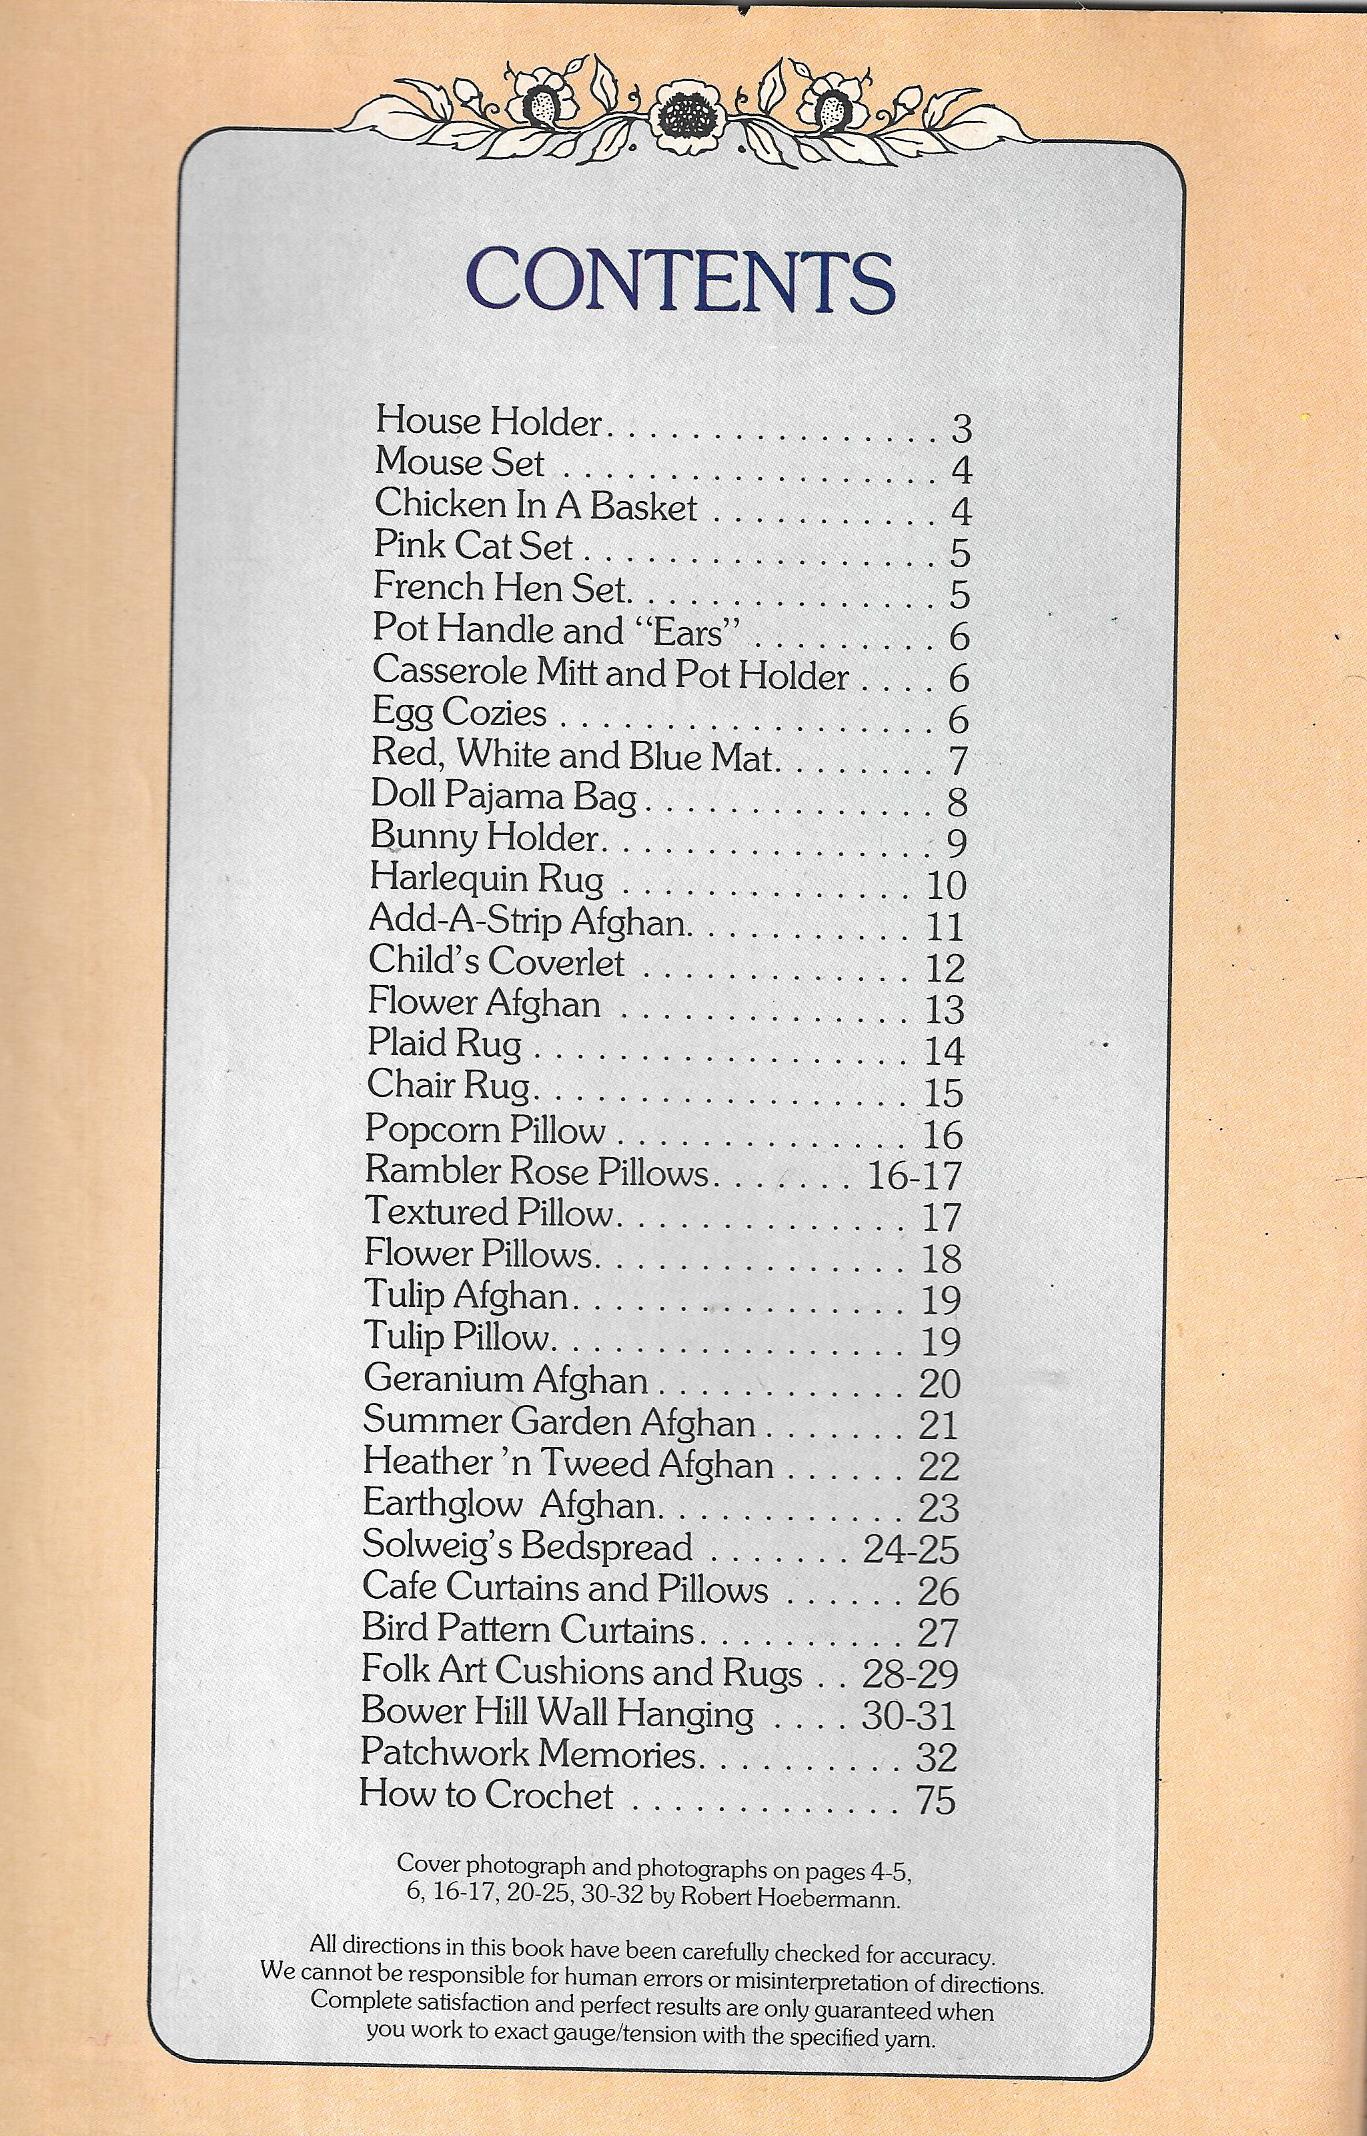 CONTENTS
House Holder. . . . . . . . . . . . . . . . 3
Mouse Set . . . . . . . . . . . . . . . . . . 4
Chicken In A Basket . . . . . . . . . . . 4
Pink Cat Set . . . . . . . . . . . . . . . . . 5
French Hen Set. . . . . . . . . . . . . . . 5
Pot Handle and “Ears” . . . . . . . . . 6
Casserole Mitt and Pot Holder . . . . 6
Egg Cozies . . . . . . . . . . . . . . . . . . 6
Red, White and Blue Mat. . . . . . . . 7
Doll Pajama Bag . . . . . . . . . . . . . . 8
Bunny Holder. . . . . . . . . . . . . . . . 9
Harlequin Rug . . . . . . . . . . . . . . 10
Add-A-Strip Afghan. . . . . . . . . . . 11
Child’s Coverlet . . . . . . . . . . . . . 12
Flower Afghan . . . . . . . . . . . . . . 13
Plaid Rug . . . . . . . . . . . . . . . . . . 14
Chair Rug. . . . . . . . . . . . . . . . . . 15
Popcorn Pillow . . . . . . . . . . . . . . 16
Rambler Rose Pillows. . . . . . . 16-17
Textured Pillow. . . . . . . . . . . . . . 17
Flower Pillows. . . . . . . . . . . . . . . 18
Tulip Afghan. . . . . . . . . . . . . . . . 19
Tulip Pillow. . . . . . . . . . . . . . . . . 19
Geranium Afghan . . . . . . . . . . . . 20
Summer Garden Afghan . . . . . . . 21
Heather ’n Tweed Afghan . . . . . . 22
Earthglow Afghan. . . . . . . . . . . . 23
Solweig’s Bedspread . . . . . . . 24-25
Cafe Curtains and Pillows . . . . . . 26
Bird Pattern Curtains. . . . . . . . . . 27
Folk Art Cushions and Rugs . . 28-29
Bower Hill Wall Hanging . . . . 30-31
Patchwork Memories. . . . . . . . . . 32
How to Crochet . . . . . . . . . . . . . 75
Cover photograph and photographs on pages 4-5,
6, 16-17, 20-25, 30-32 by Robert Hoebermann.
All directions in this book have been carefully checked for accuracy.
We cannot be responsible for human errors or misinterpretation of directions.
Complete satisfaction and perfect results are only guaranteed when
you work to exact gauge/tension with the specified yarn.